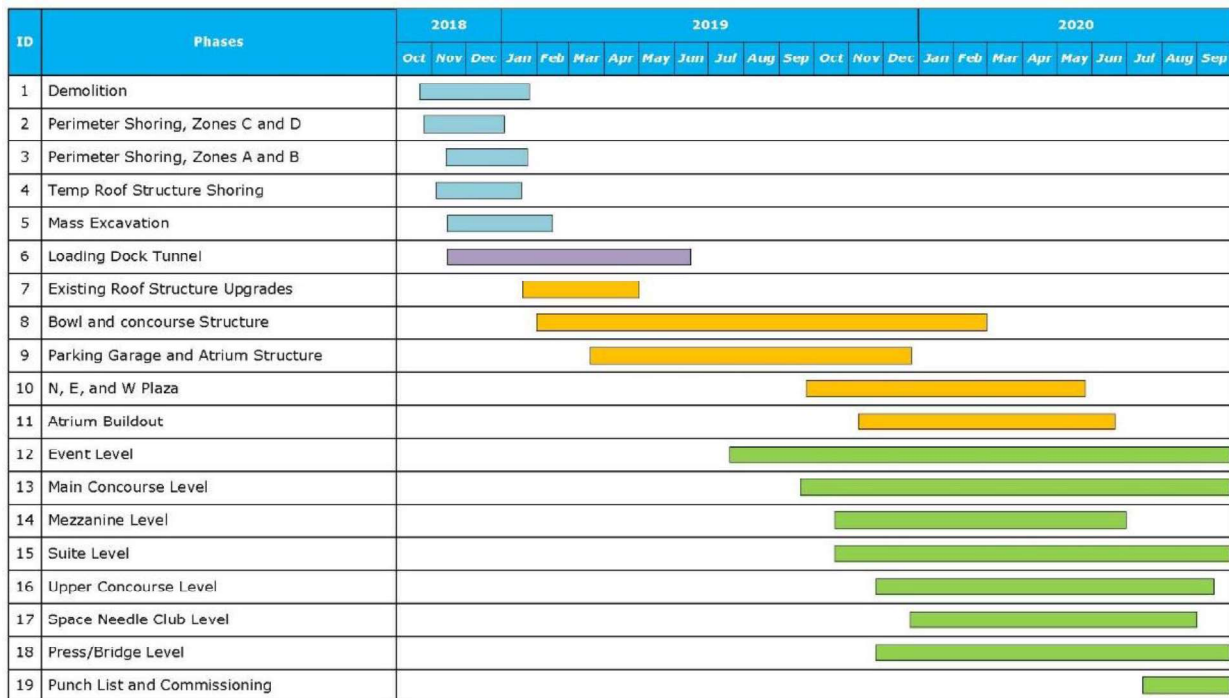 ID Phases 2018 2019 2020
Oct Nov Dec Jan Feb Mar Apr May Jun Jul Aug Sep Oct Nov Dec Jan Feb Mar Apr May Jun Jul Aug Sep
1 Demolition
2 Perimeter Shoring, Zones C and D
3 Perimeter Shoring, Zones A and B
4 Temp Roof Structure Shoring
5 Mass Excavation
6 Loading Dock Tunnel
7 Existing Roof Structure Upgrades
8 Bowl and concourse Structure
9 Parking Garage and Atrium Structure
10 N, E, and W Plaza
11 Atrium Buildout
12 Event Level
13 Main Concourse Level
14 Mezzanine Level
15 Suite Level
16 Upper Concourse Level
17 Space Needle Club Level
18 Press/Bridge Level
19 Punch List and Commissioning